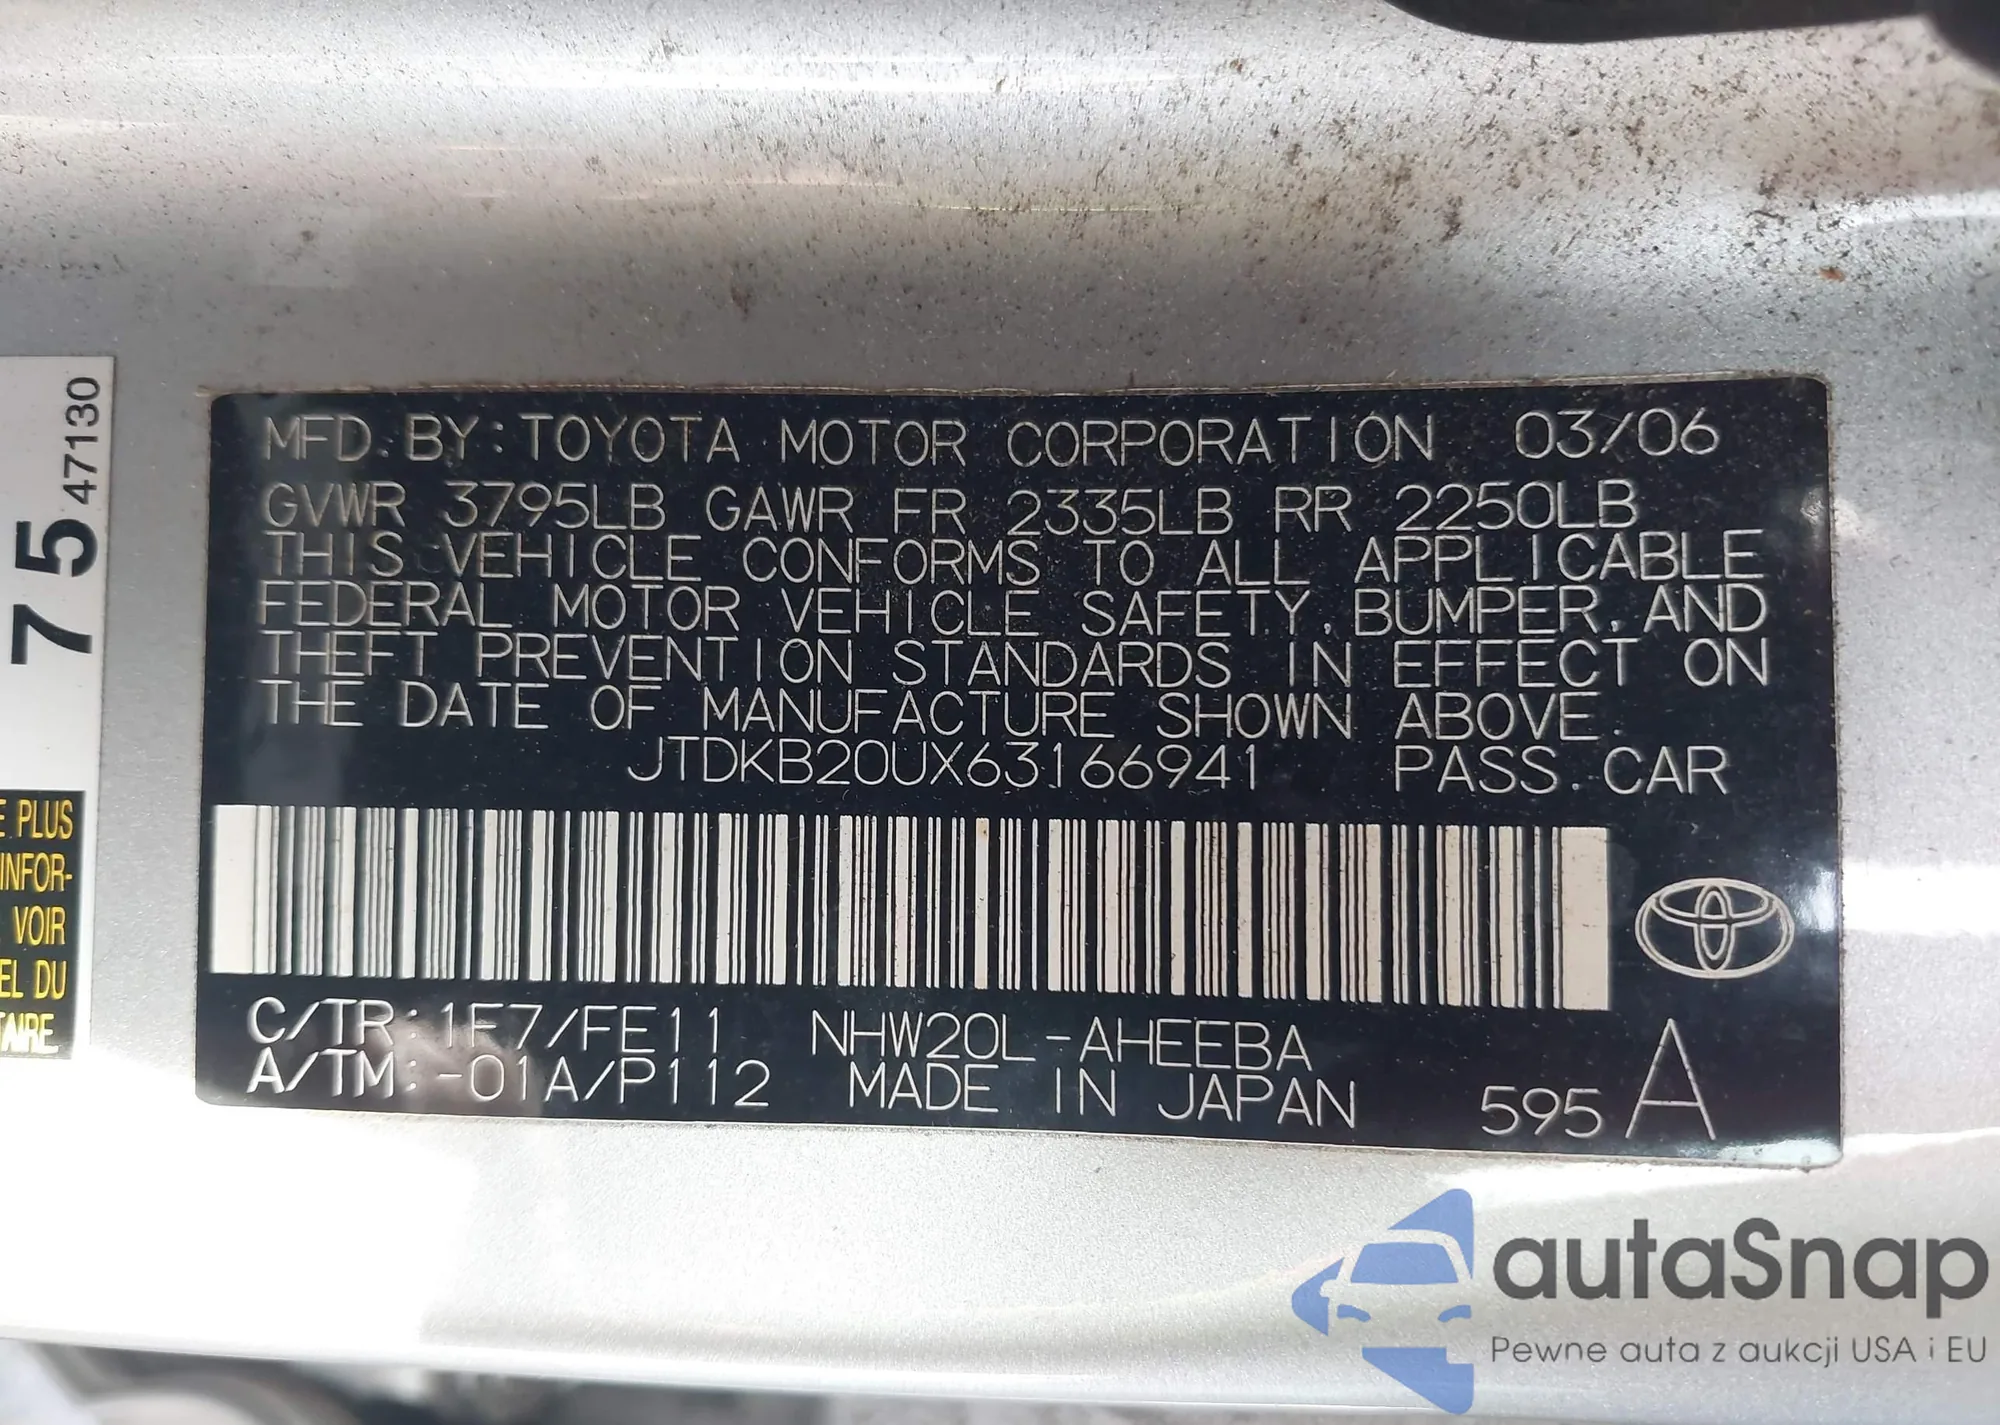 MFD. BY: TOYOTA MOTOR CORPORATION 03/06
GVWR 3795LB GAWR FR 2335LB RR 2250LB
THIS VEHICLE CONFORMS TO ALL APPLICABLE
FEDERAL MOTOR VEHICLE SAFETY, BUMPER, AND
THEFT PREVENTION STANDARDS IN EFFECT ON
THE DATE OF MANUFACTURE SHOWN ABOVE.
JTDKB20UX63166941 PASS. CAR
C/TR: 1F7/FE11 NHW20L-AHEEBA
A/TM: -01A/P112 MADE IN JAPAN 595 A
75 47130
E PLUS
INFOR-
VOIR
EL DU
TAIRE.
autaSnap
Pewne auta z aukcji USA i EU